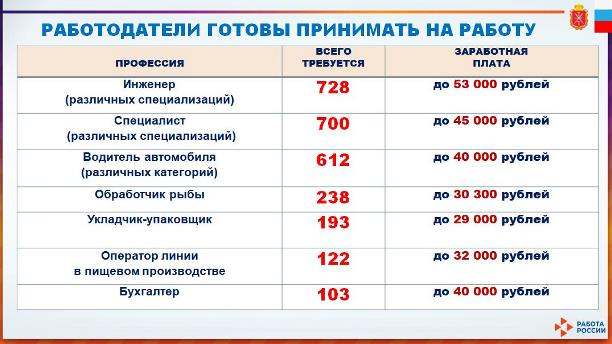 РАБОТОДАТЕЛИ ГОТОВЫ ПРИНИМАТЬ НА РАБОТУ
ПРОФЕССИЯ
ВСЕГО
ТРЕБУЕТСЯ
ЗАРАБОТНАЯ
ПЛАТА
Инженер
(различных специализаций)
728
до 53 000 рублей
Специалист
(различных специализаций)
700
до 45 000 рублей
Водитель автомобиля
(различных категорий)
612
до 40 000 рублей
Обработчик рыбы
238
до 30 300 рублей
Укладчик-упаковщик
193
до 29 000 рублей
Оператор линии
в пищевом производстве
122
до 32 000 рублей
Бухгалтер
103
до 40 000 рублей
РАБОТА
РОССИИ